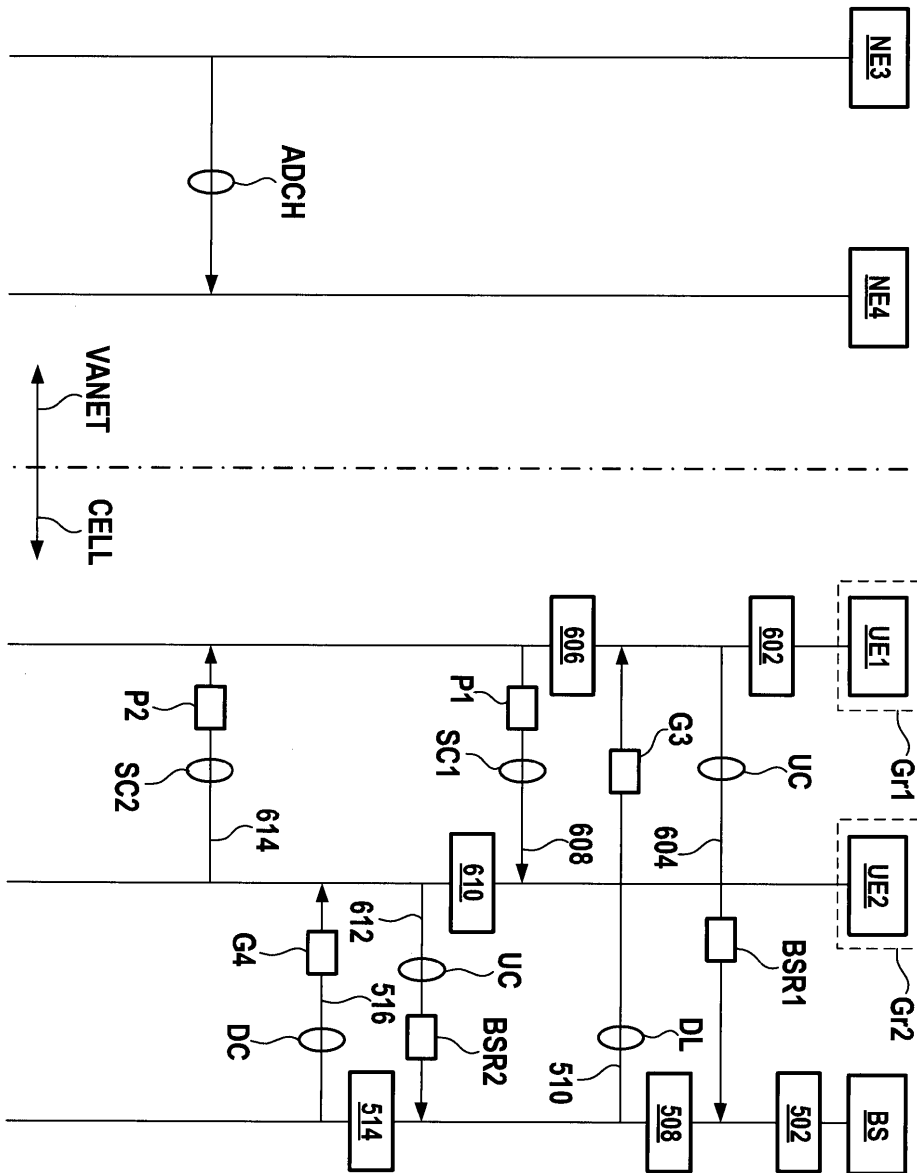 NE3
NE4
UE1
UE2
BS
Gr1
Gr2
602
502
UC
604
BSR1
508
606
G3
DL
510
P1
SC1
608
610
612
UC
BSR2
514
G4
516
DC
ADCH
P2
SC2
614
VANET
CELL